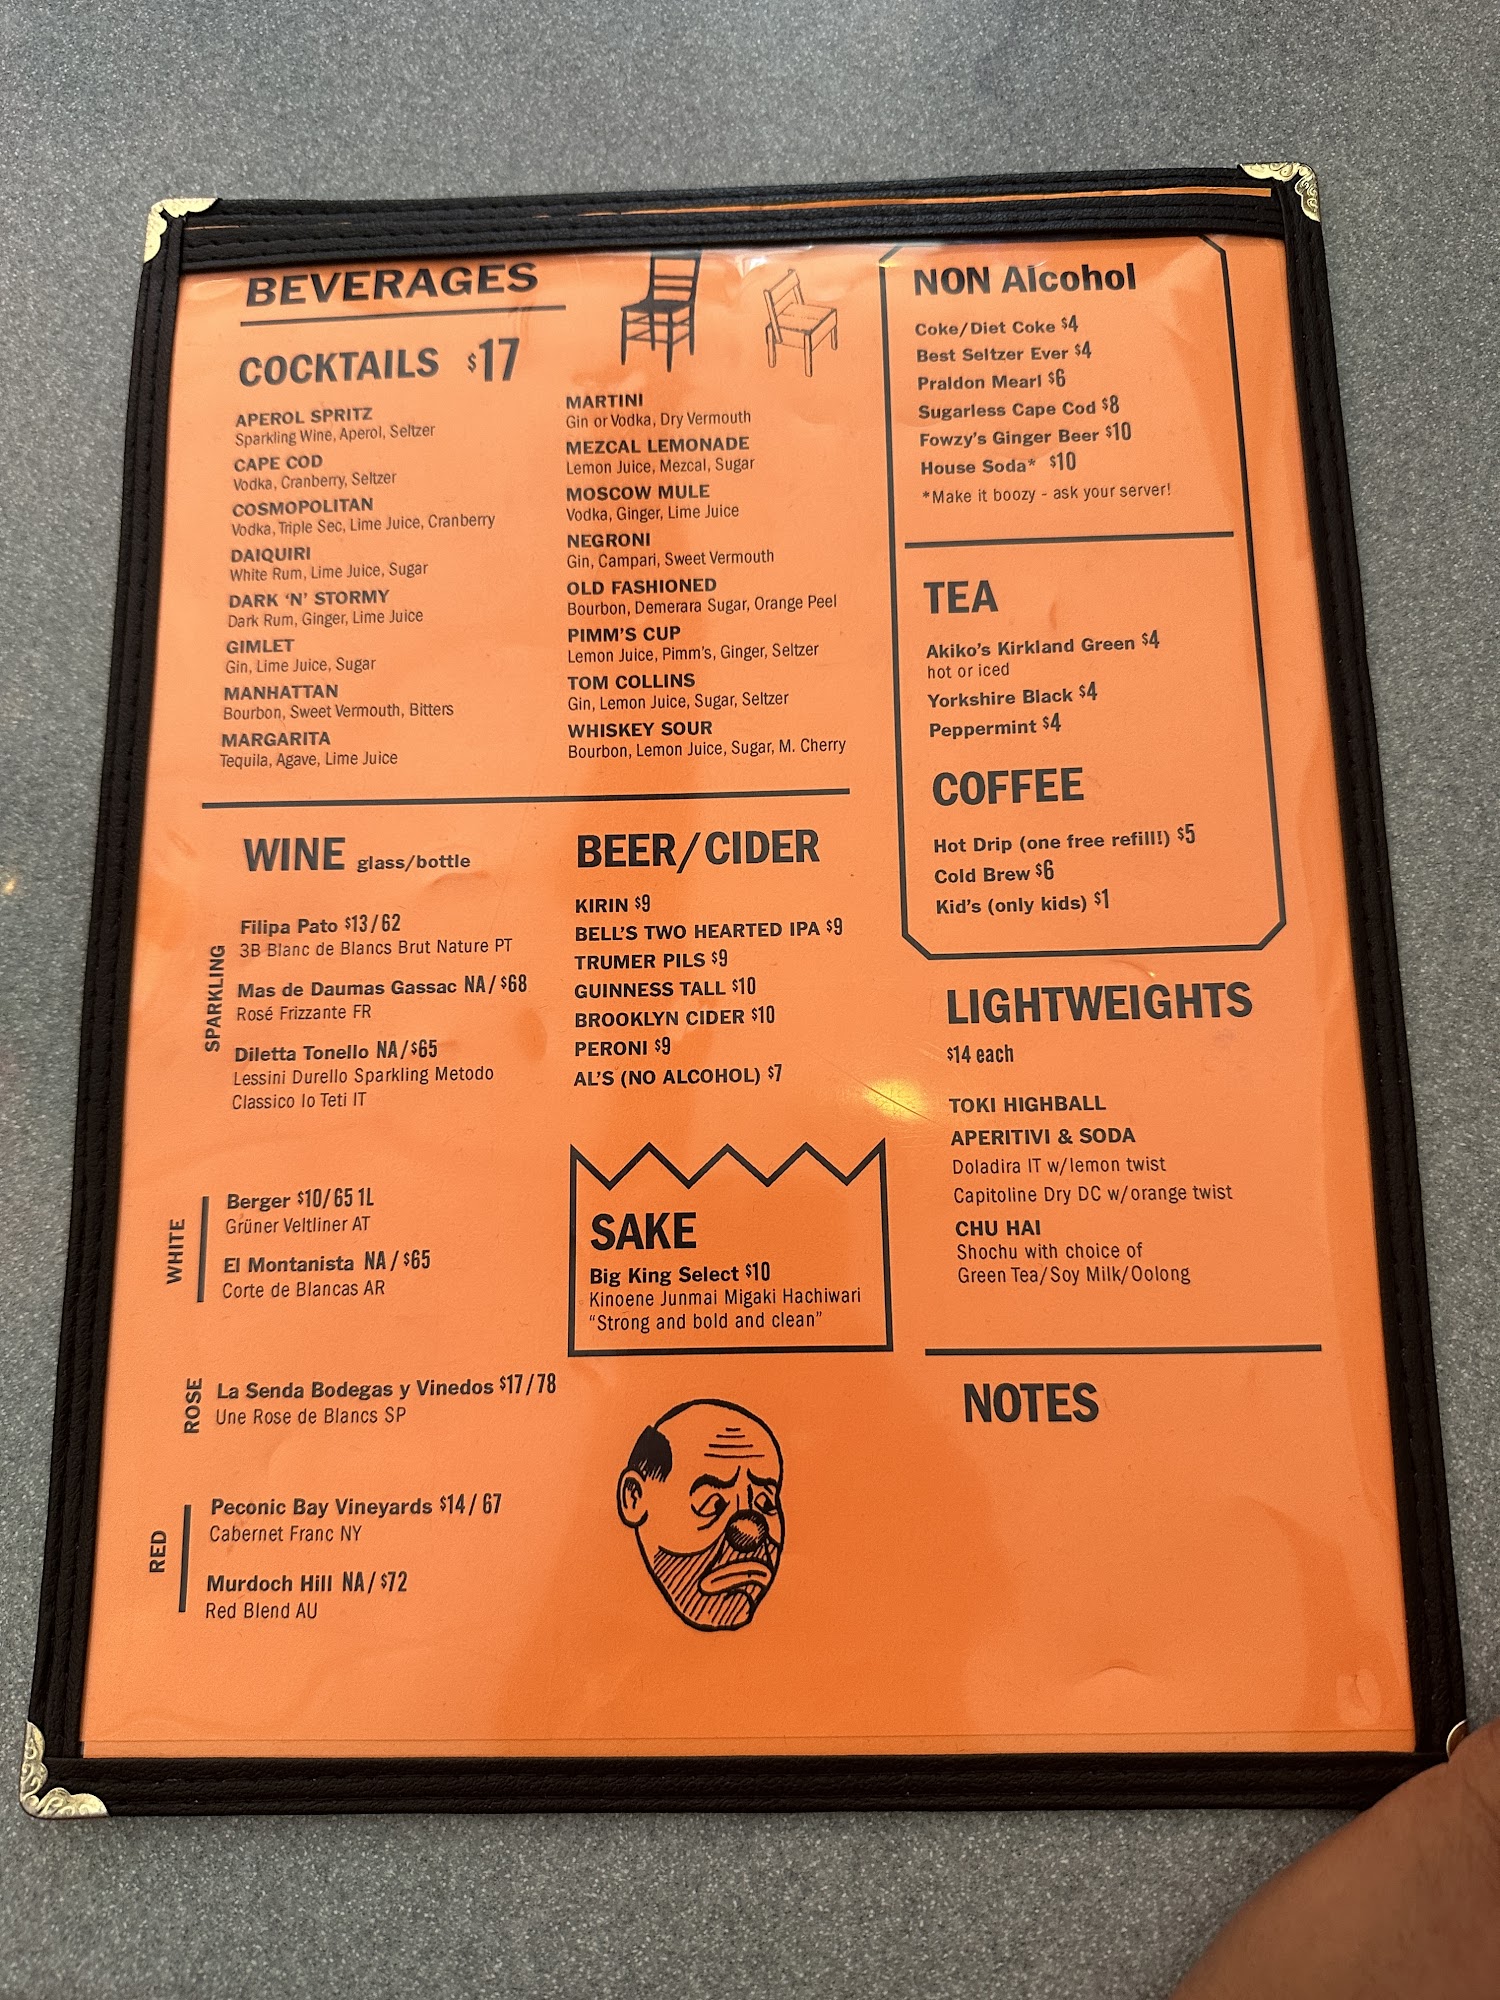 BEVERAGES
COCKTAILS $17
APEROL SPRITZ
Sparkling Wine, Aperol, Seltzer
CAPE COD
Vodka, Cranberry, Seltzer
COSMOPOLITAN
Vodka, Triple Sec, Lime Juice, Cranberry
DAIQUIRI
White Rum, Lime Juice, Sugar
DARK ‘N’ STORMY
Dark Rum, Ginger, Lime Juice
GIMLET
Gin, Lime Juice, Sugar
MANHATTAN
Bourbon, Sweet Vermouth, Bitters
MARGARITA
Tequila, Agave, Lime Juice
MARTINI
Gin or Vodka, Dry Vermouth
MEZCAL LEMONADE
Lemon Juice, Mezcal, Sugar
MOSCOW MULE
Vodka, Ginger, Lime Juice
NEGRONI
Gin, Campari, Sweet Vermouth
OLD FASHIONED
Bourbon, Demerara Sugar, Orange Peel
PIMM'S CUP
Lemon Juice, Pimm's, Ginger, Seltzer
TOM COLLINS
Gin, Lemon Juice, Sugar, Seltzer
WHISKEY SOUR
Bourbon, Lemon Juice, Sugar, M. Cherry
WINE glass/bottle
SPARKLING
Filipa Pato $13/62
3B Blanc de Blancs Brut Nature PT
Mas de Daumas Gassac NA/$68
Rosé Frizzante FR
Diletta Tonello NA/$65
Lessini Durello Sparkling Metodo
Classico Io Teti IT
WHITE
Berger $10/65 1L
Grüner Veltliner AT
El Montanista NA/$65
Corte de Blancas AR
ROSE
La Senda Bodegas y Vinedos $17/78
Une Rose de Blancs SP
RED
Peconic Bay Vineyards $14/67
Cabernet Franc NY
Murdoch Hill NA/$72
Red Blend AU
BEER/CIDER
KIRIN $9
BELL'S TWO HEARTED IPA $9
TRUMER PILS $9
GUINNESS TALL $10
BROOKLYN CIDER $10
PERONI $9
AL'S (NO ALCOHOL) $7
SAKE
Big King Select $10
Kinoene Junmai Migaki Hachiwari
“Strong and bold and clean”
NON Alcohol
Coke/Diet Coke $4
Best Seltzer Ever $4
Praldon Mearl $6
Sugarless Cape Cod $8
Fowzy's Ginger Beer $10
House Soda* $10
*Make it boozy - ask your server!
TEA
Akiko's Kirkland Green $4
hot or iced
Yorkshire Black $4
Peppermint $4
COFFEE
Hot Drip (one free refill!) $5
Cold Brew $6
Kid's (only kids) $1
LIGHTWEIGHTS
$14 each
TOKI HIGHBALL
APERITIVI & SODA
Doladira IT w/lemon twist
Capitoline Dry DC w/orange twist
CHU HAI
Shochu with choice of
Green Tea/Soy Milk/Oolong
NOTES